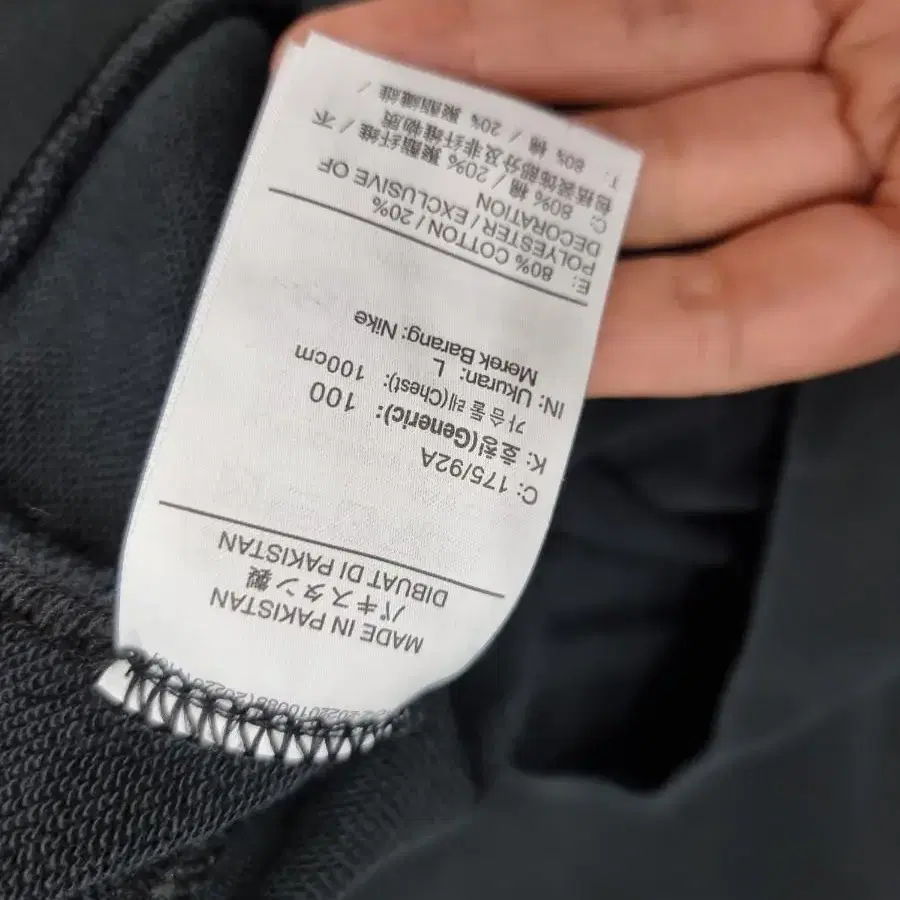 MADE IN PAKISTAN
パキスタン製
DIBUAT DI PAKISTAN
C: 175/92A
K: 호칭(Generic): 100
가슴둘레(Chest): 100cm
IN: Ukuran: L
Merek Barang: Nike
E: 80% COTTON / 20%
POLYESTER / EXCLUSIVE OF
DECORATION
C: 80% 棉 / 20% 聚酯纤维 / 不
包括装饰部分及非纤维物质
T: 80% 棉 / 20% 聚酯纖維 /